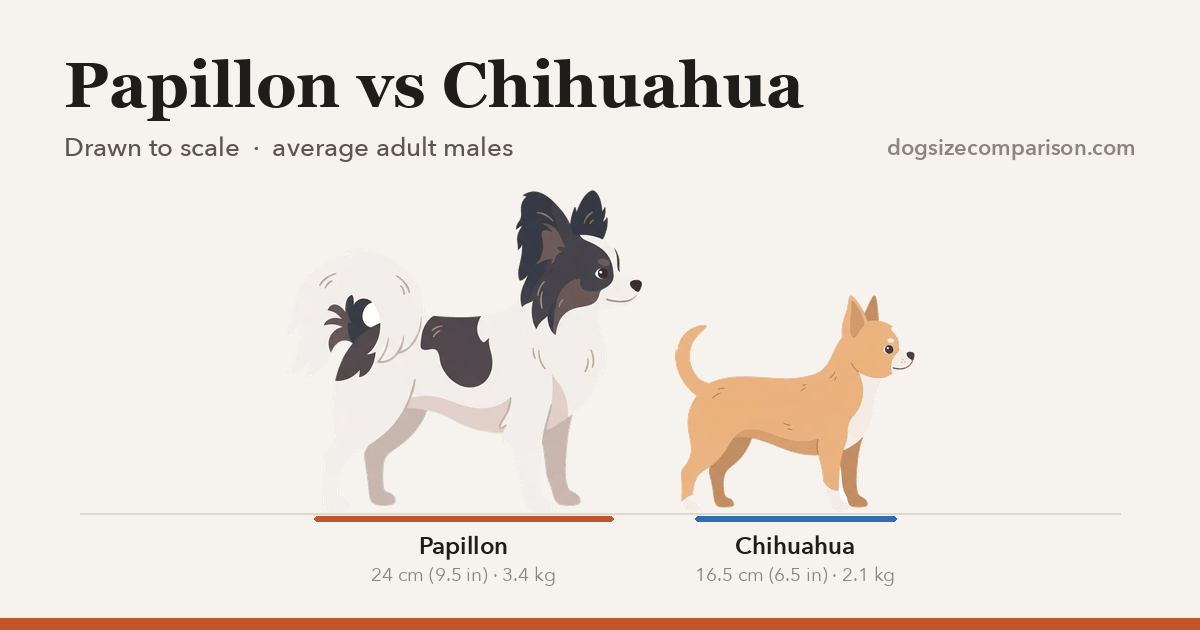 Papillon vs Chihuahua
Drawn to scale · average adult males
dogsizecomparison.com
Papillon
24 cm (9.5 in) · 3.4 kg
Chihuahua
16.5 cm (6.5 in) · 2.1 kg